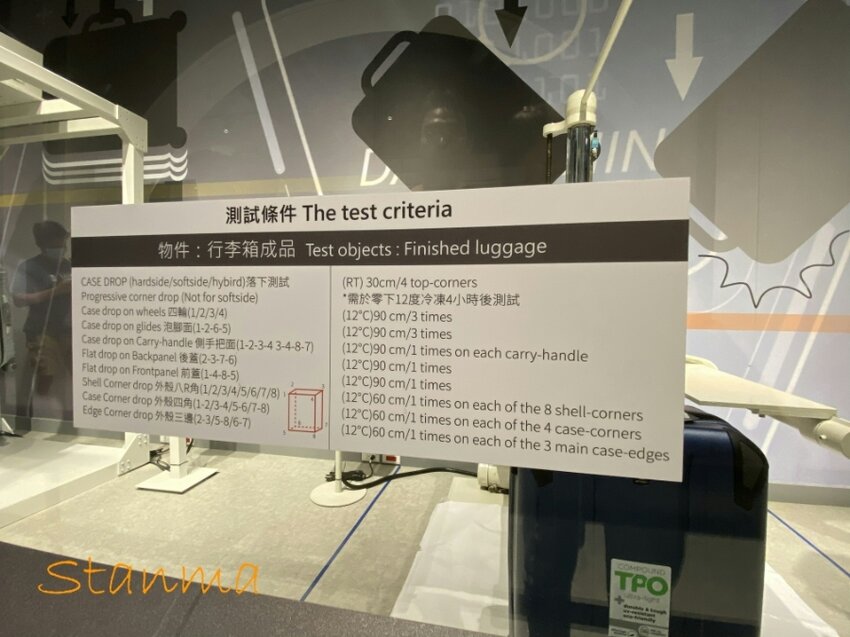 測試條件 The test criteria
物件：行李箱成品 Test objects : Finished luggage
CASE DROP (hardside/softside/hybird)落下測試
Progressive corner drop (Not for softside)
Case drop on wheels 四輪(1/2/3/4)
Case drop on glides 泡腳面(1-2-6-5)
Case drop on Carry-handle 側手把面(1-2-3-4 3-4-8-7)
Flat drop on Backpanel 後蓋(2-3-7-6)
Flat drop on Frontpanel 前蓋(1-4-8-5)
Shell Corner drop 外殼八R角(1/2/3/4/5/6/7/8)
Case Corner drop 外殼四角(1-2/3-4/5-6/7-8)
Edge Corner drop 外殼三邊(2-3/5-8/6-7)
(RT) 30cm/4 top-corners
*需於零下12度冷凍4小時後測試
(12°C)90 cm/3 times
(12°C)90 cm/3 times
(12°C)90 cm/1 times on each carry-handle
(12°C)90 cm/1 times
(12°C)90 cm/1 times
(12°C)60 cm/1 times on each of the 8 shell-corners
(12°C)60 cm/1 times on each of the 4 case-corners
(12°C)60 cm/1 times on each of the 3 main case-edges
Stanma
COMPOUND
TPO
ultra-light
durable & tough
eco-friendly